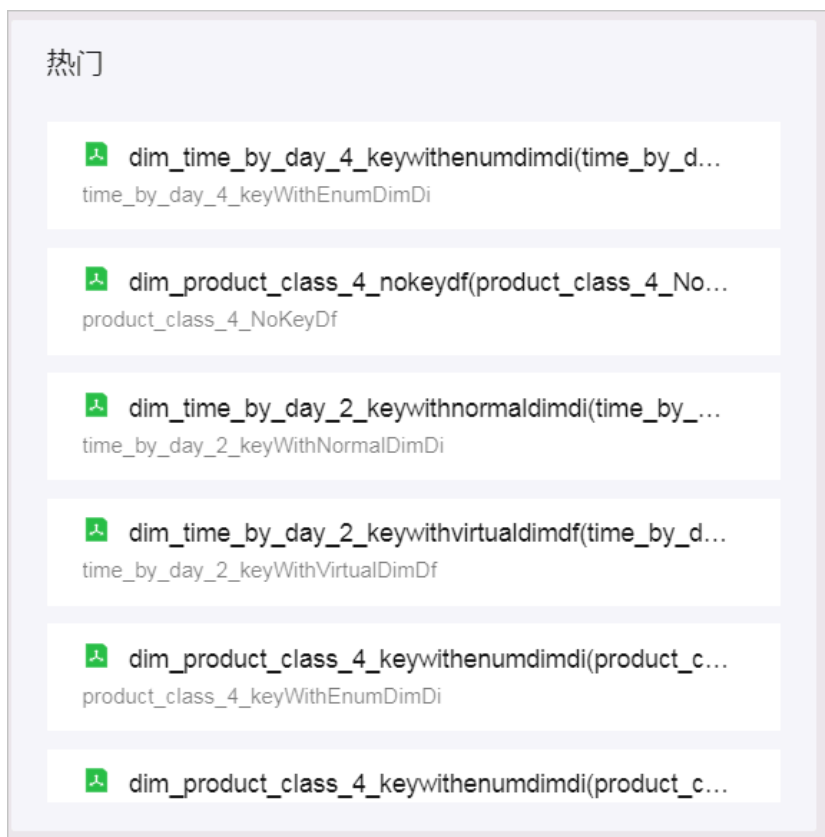 热门
dim_time_by_day_4_keywithenumdimdi(time_by_d...
time_by_day_4_keyWithEnumDimDi
dim_product_class_4_nokeydf(product_class_4_No...
product_class_4_NoKeyDf
dim_time_by_day_2_keywithnormaldimdi(time_by_...
time_by_day_2_keyWithNormalDimDi
dim_time_by_day_2_keywithvirtualdimdf(time_by_d...
time_by_day_2_keyWithVirtualDimDf
dim_product_class_4_keywithenumdimdi(product_c...
product_class_4_keyWithEnumDimDi
dim_product_class_4_keywithenumdimdi(product_c...